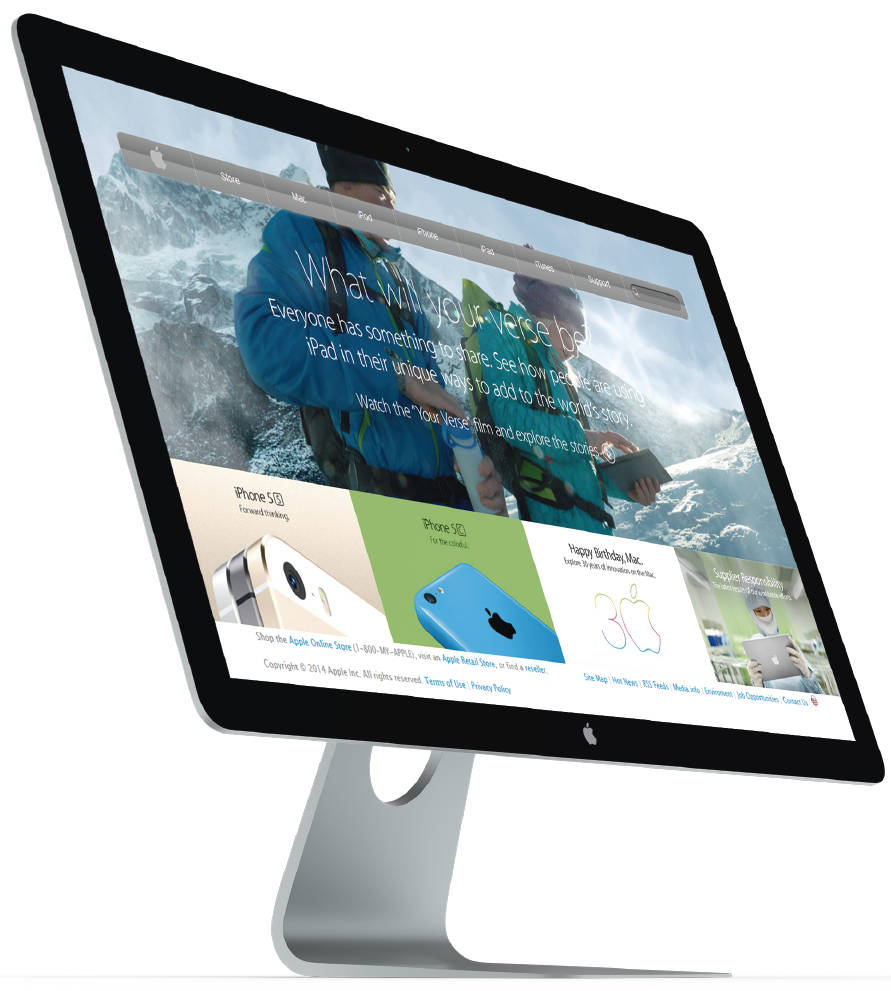 Store
Mac
iPod
iPhone
iPad
iTunes
Support
What will your verse be?
Everyone has something to share. See how people are using
iPad in their unique ways to add to the world's story.
Watch the "Your Verse" film and explore the stories
iPhone 5S
Forward thinking.
iPhone 5C
For the colorful.
Happy Birthday, Mac.
Explore 30 years of innovation on the Mac.
30
Supplier Responsibility
The latest results of our worldwide efforts.
Shop the Apple Online Store (1-800-MY-APPLE), visit an Apple Retail Store, or find a reseller.
Site Map | Hot News | RSS Feeds | Media info | Enviroment | Job Opportunities | Contact Us
Copyright © 2014 Apple Inc. All rights reserved. Terms of Use | Privacy Policy